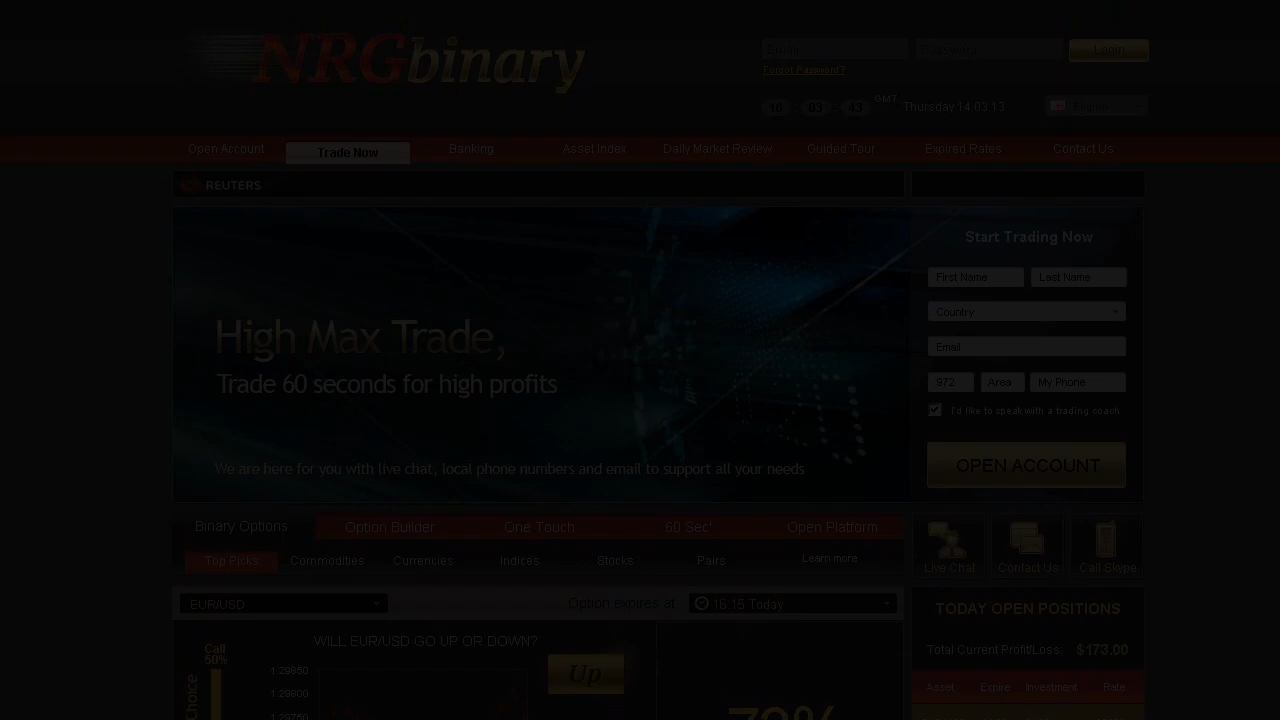 NRGbinary
Email Password Login
Forgot Password?
16 : 03 : 43 GMT Thursday 14.03.13 English
Open Account Trade Now Banking Asset Index Daily Market Review Guided Tour Expired Rates Contact Us
REUTERS
Start Trading Now
First Name Last Name
Country
Email
972 Area My Phone
I'd like to speak with a trading coach
OPEN ACCOUNT
High Max Trade,
Trade 60 seconds for high profits
We are here for you with live chat, local phone numbers and email to support all your needs
Binary Options Option Builder One Touch 60 Sec' Open Platform
Top Picks Commodities Currencies Indices Stocks Pairs Learn more
Live Chat Contact Us Call Skype
EUR/USD Option expires at 16:15 Today
TODAY OPEN POSITIONS
WILL EUR/USD GO UP OR DOWN?
Call
50%
Total Current Profit/Loss: $173.00
1.29850
Up
1.29800
Choice
Asset Expire Investment Rate
1.29750